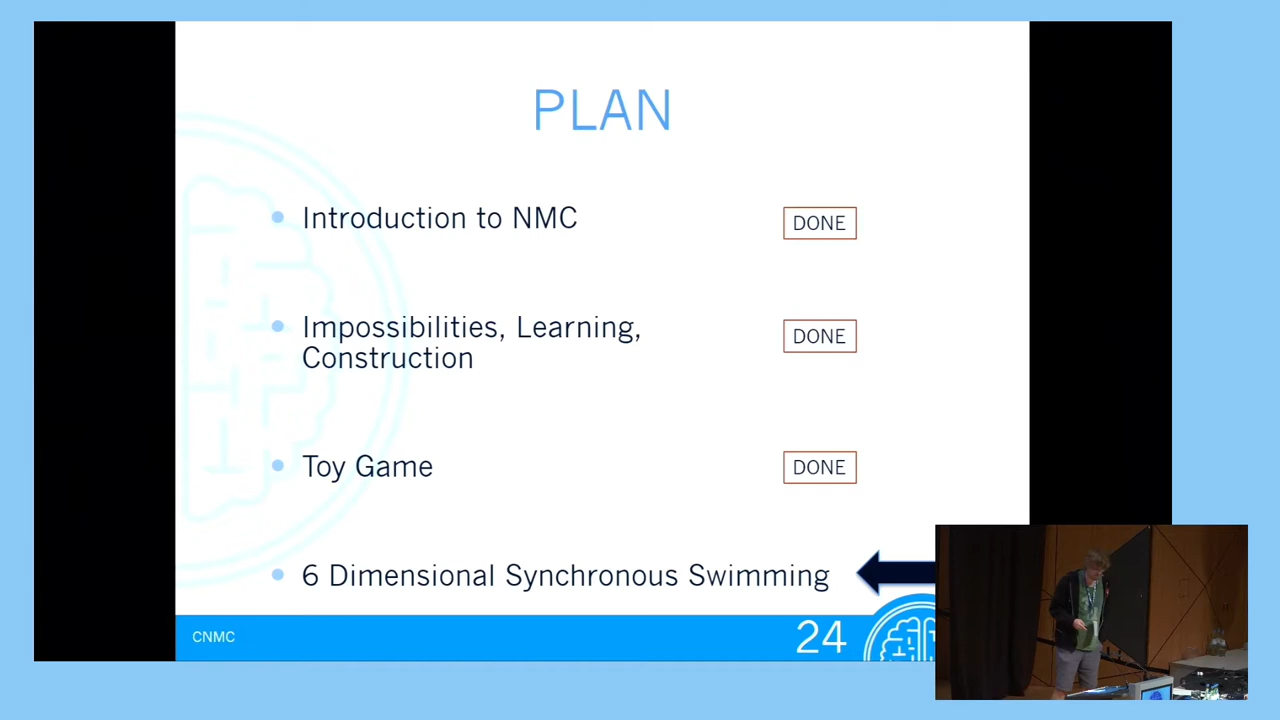 PLAN
Introduction to NMC
DONE
Impossibilities, Learning,
Construction
DONE
Toy Game
DONE
6 Dimensional Synchronous Swimming
CNMC
24